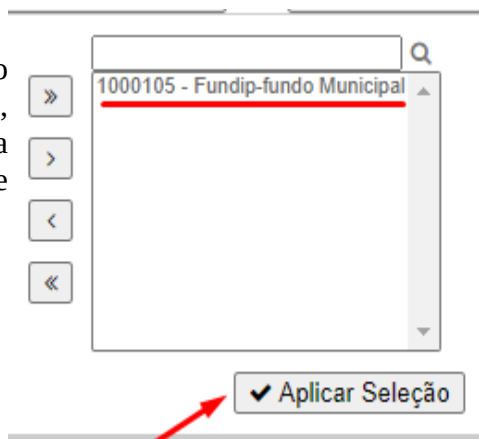 o
,
a
e
»
1000105 - Fundip-fundo Municipal
>
<
«
✔ Aplicar Seleção